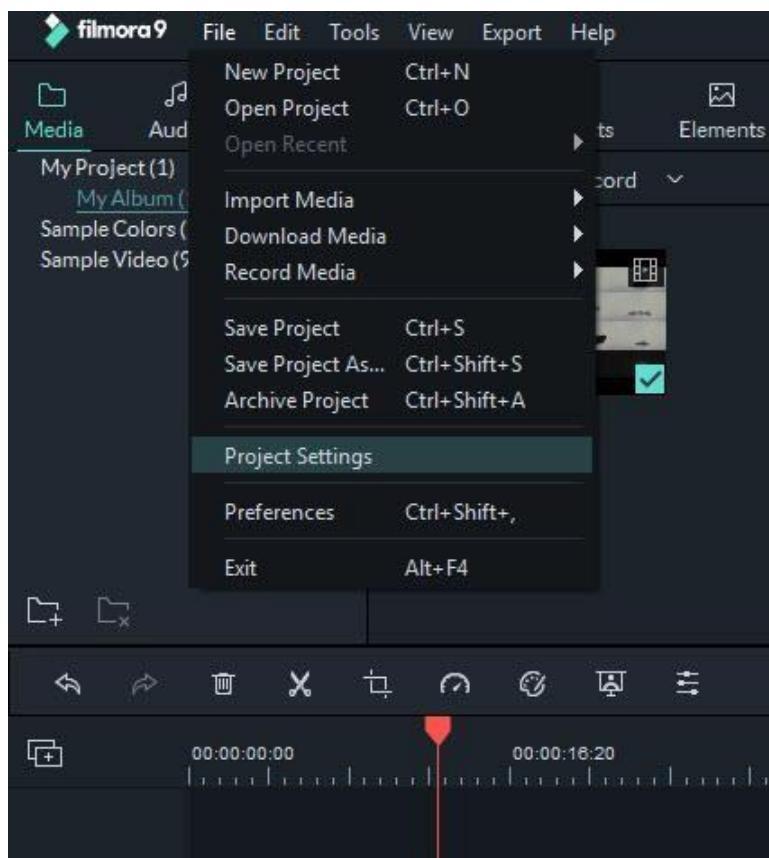 filmora9 File Edit Tools View Export Help
Media Aud ts Elements
New Project Ctrl+N
Open Project Ctrl+O
Open Recent
My Project (1)
My Album (
Sample Colors (
Sample Video (9
cord
Import Media
Download Media
Record Media
Save Project Ctrl+S
Save Project As... Ctrl+Shift+S
Archive Project Ctrl+Shift+A
Project Settings
Preferences Ctrl+Shift+,
Exit Alt+F4
00:00:00:00 00:00:16:20